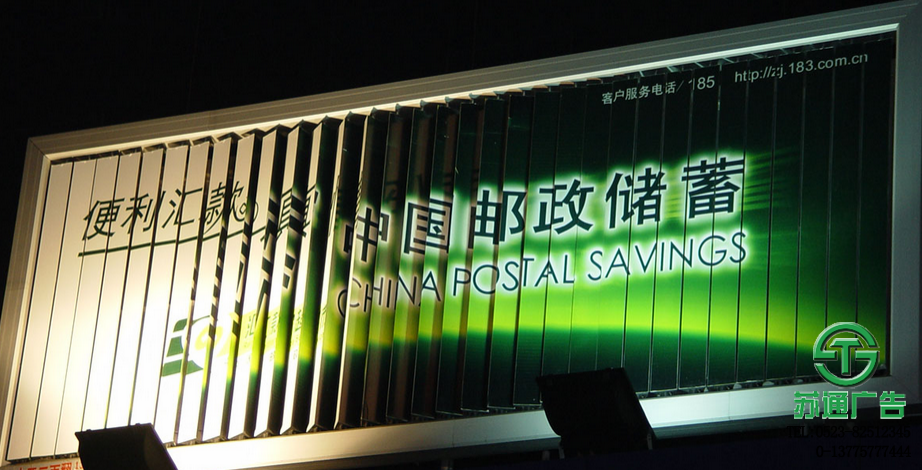 客户服务电话/185 http://zj.183.com.cn
便利汇款
中国邮政储蓄
CHINA POSTAL SAVINGS
苏通广告